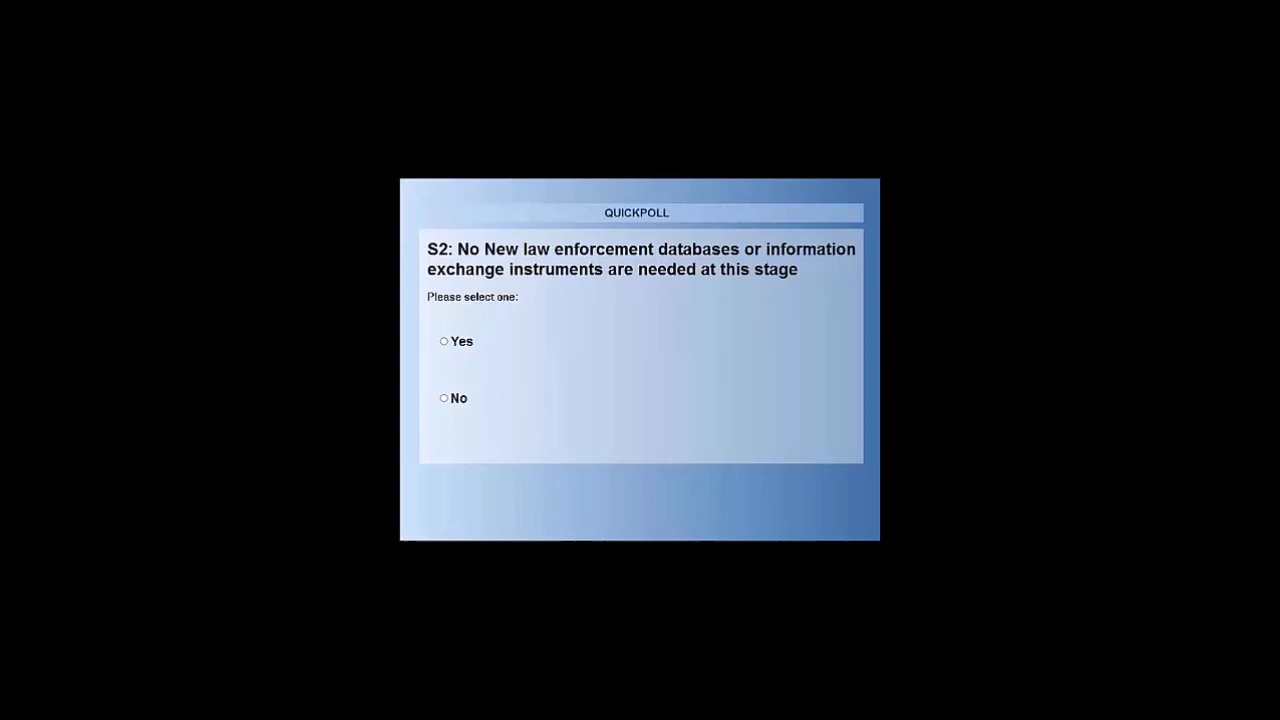 QUICKPOLL
S2: No New law enforcement databases or information
exchange instruments are needed at this stage
Please select one:
Yes
No